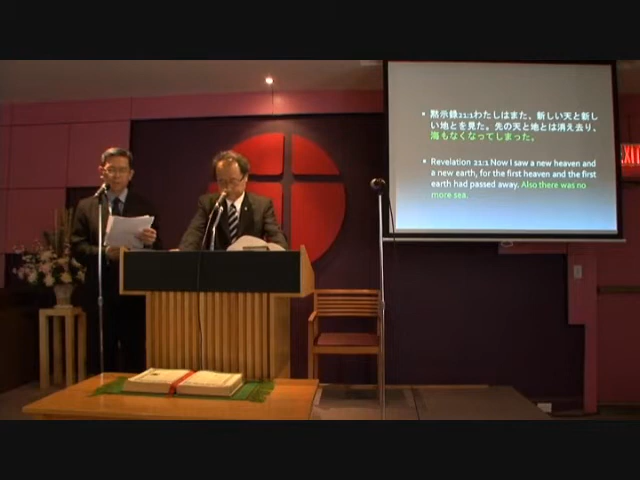 黙示録21:1わたしはまた、新しい天と新し
い地とを見た。先の天と地とは消え去り、
海もなくなってしまった。
Revelation 21:1 Now I saw a new heaven and
a new earth, for the first heaven and the first
earth had passed away. Also there was no
more sea.
EXIT